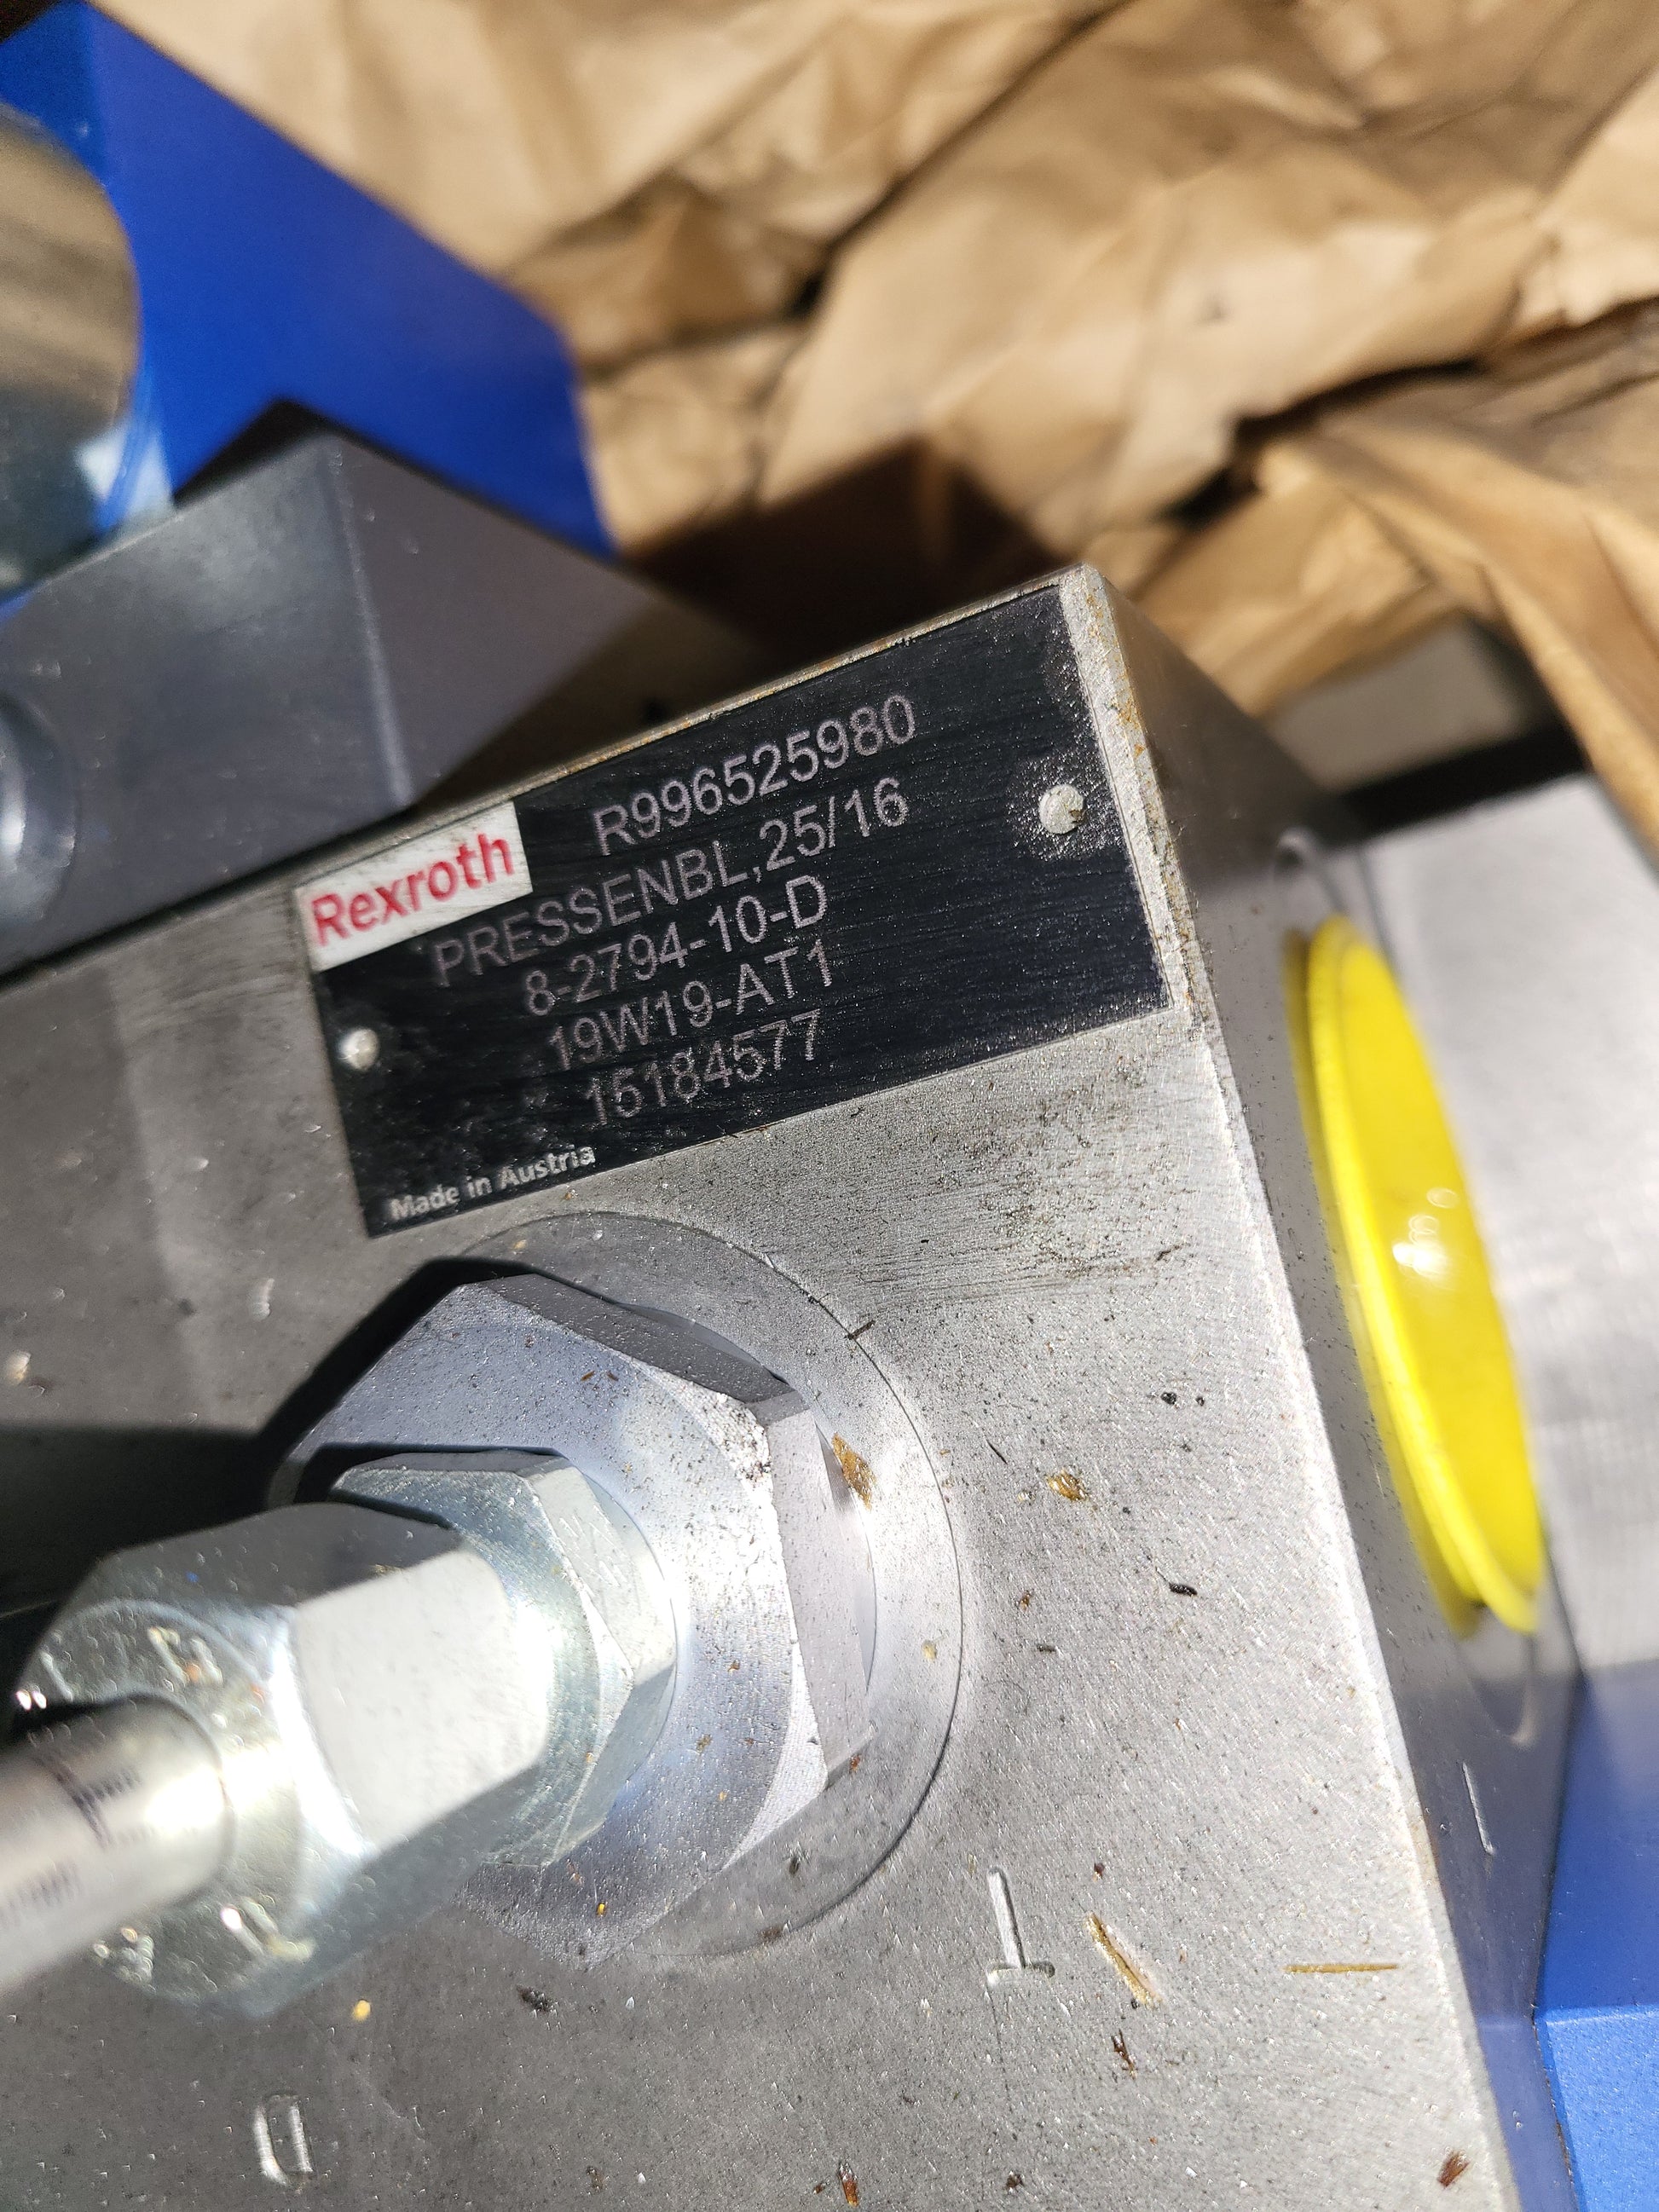 Rexroth
R996525980
PRESSENBL,25/16
8-2794-10-D
19W19-AT1
15184577
Made in Austria
T